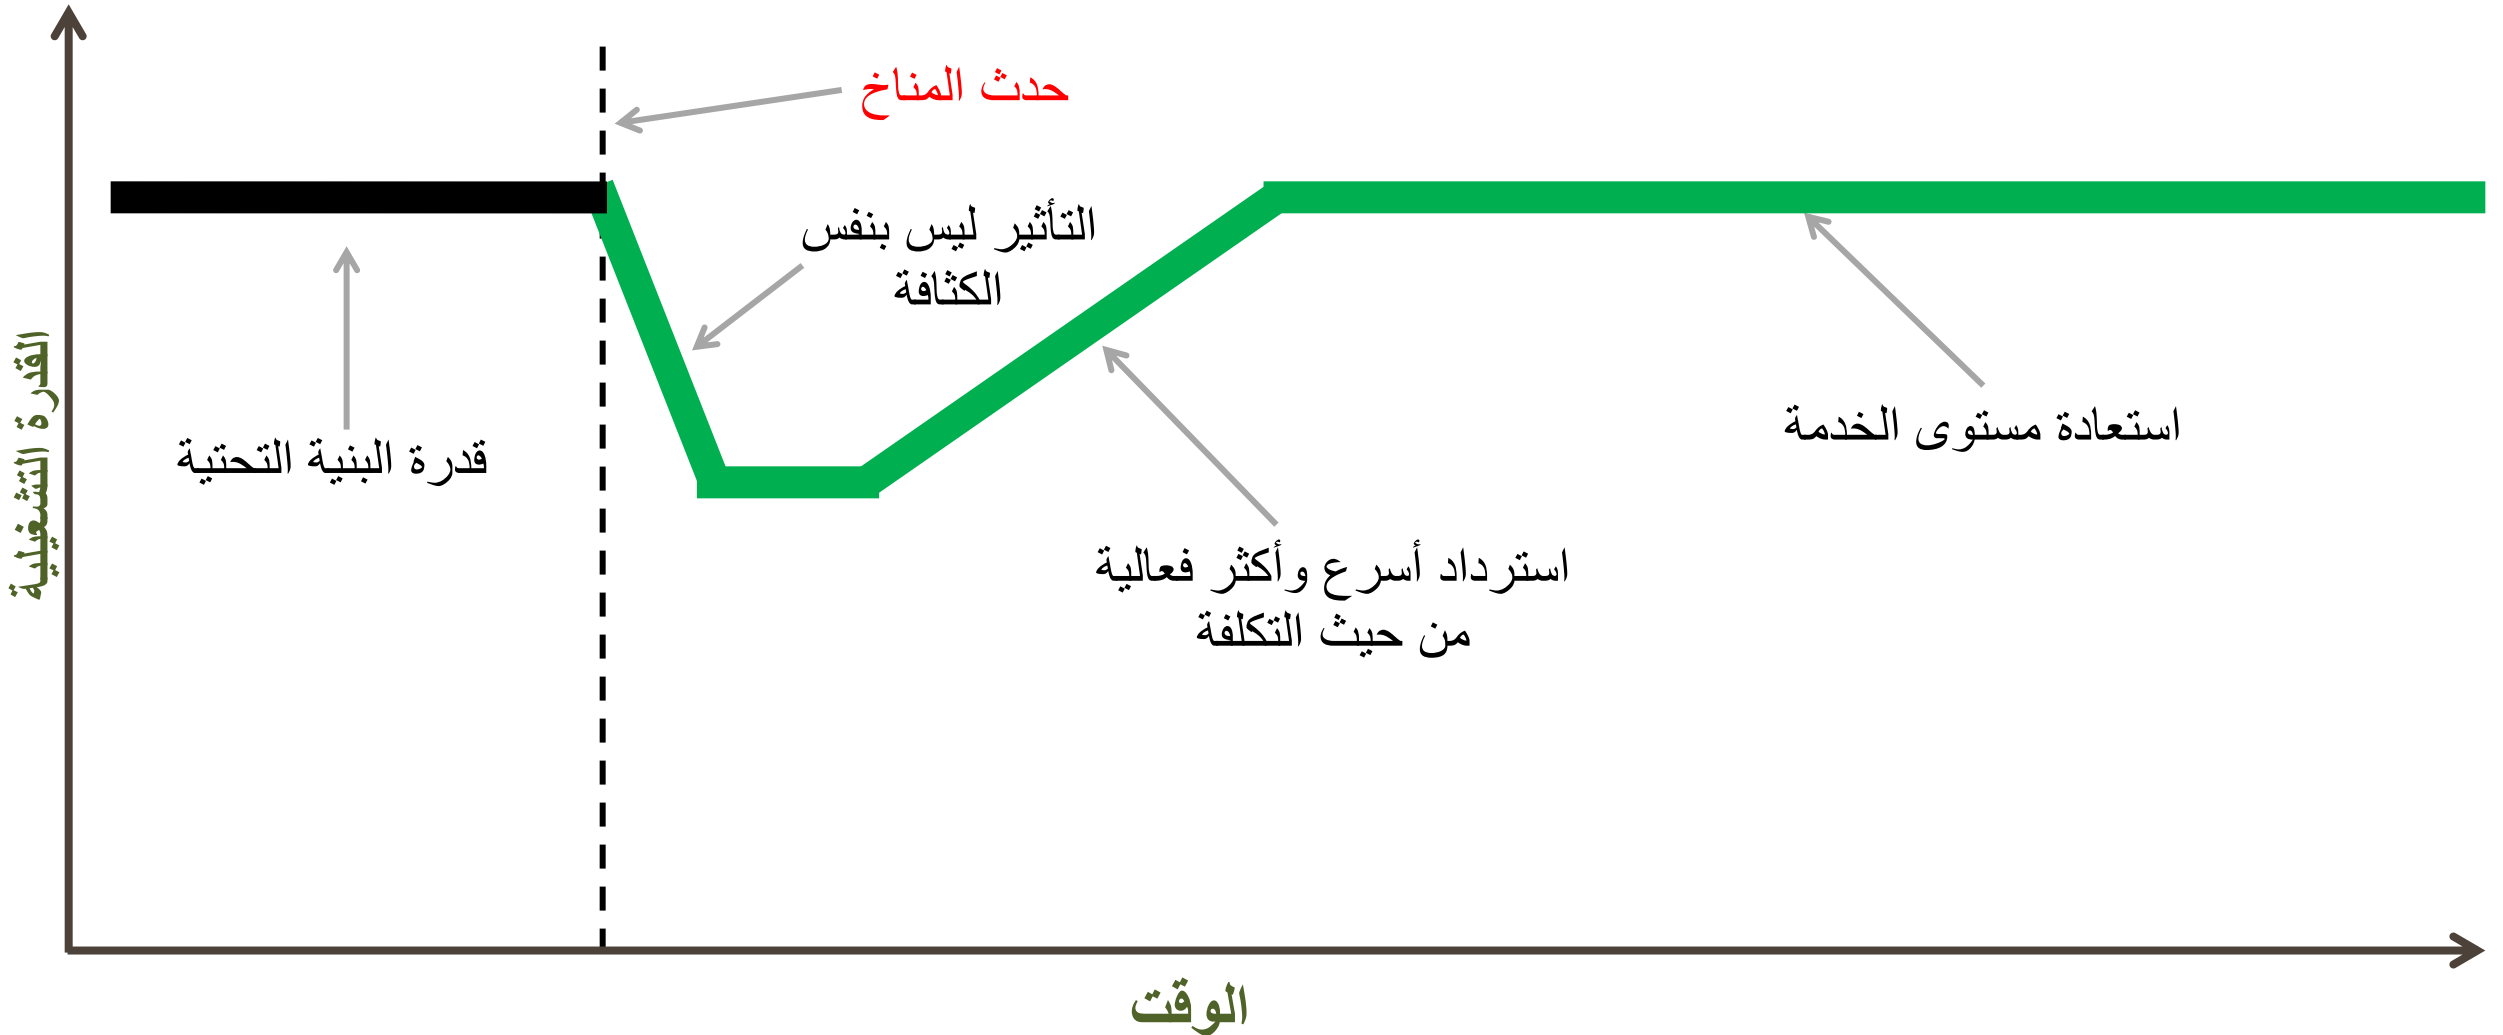 حدث المناخ
التأثر ليس بنفس
الكثافة
القدرة التشغيلية
قدرة البنية التحتية
استعادة مستوى الخدمة
استرداد أسرع وأكثر فعالية
من حيث التكلفة
الوقت